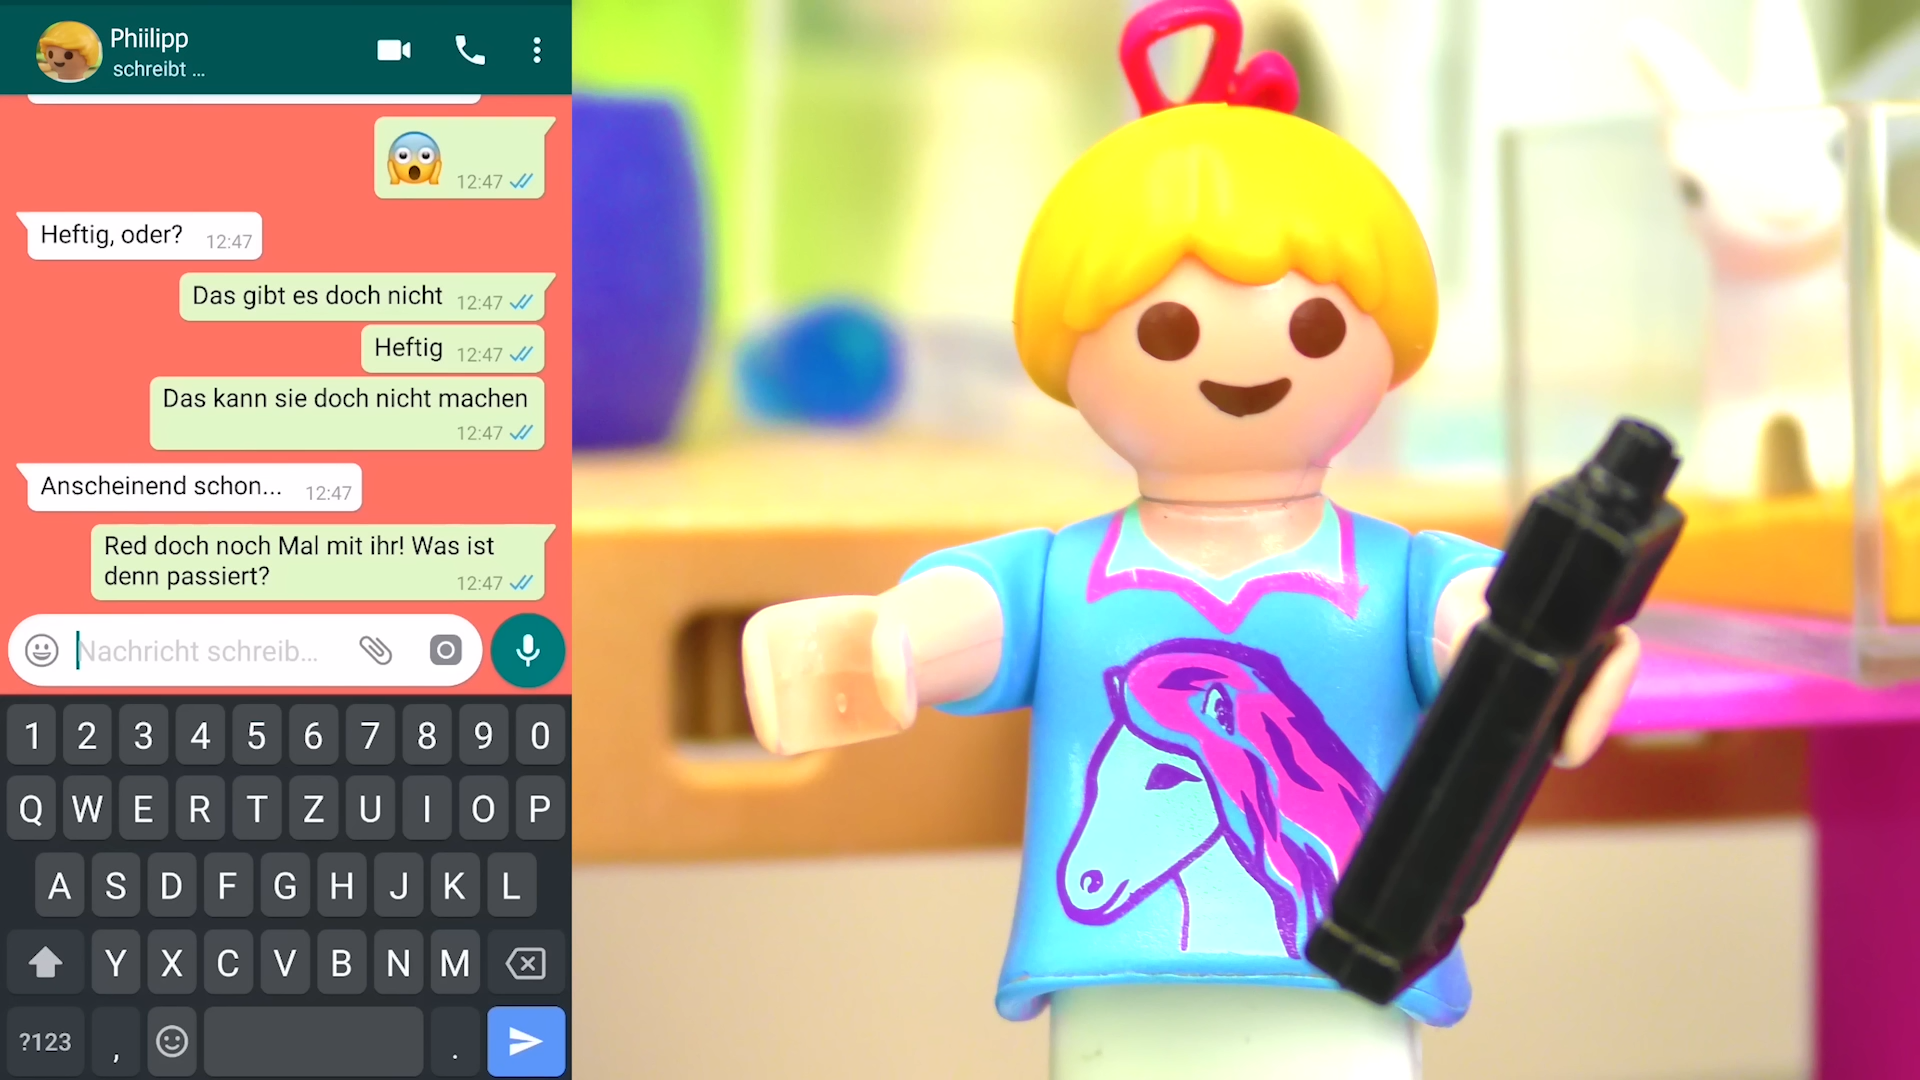 Phiilipp
schreibt ...
😱 12:47
Heftig, oder? 12:47
Das gibt es doch nicht 12:47
Heftig 12:47
Das kann sie doch nicht machen
12:47
Anscheinend schon... 12:47
Red doch noch Mal mit ihr! Was ist
denn passiert? 12:47
Nachricht schreib...
1 2 3 4 5 6 7 8 9 0
Q W E R T Z U I O P
A S D F G H J K L
Y X C V B N M
?123 , .